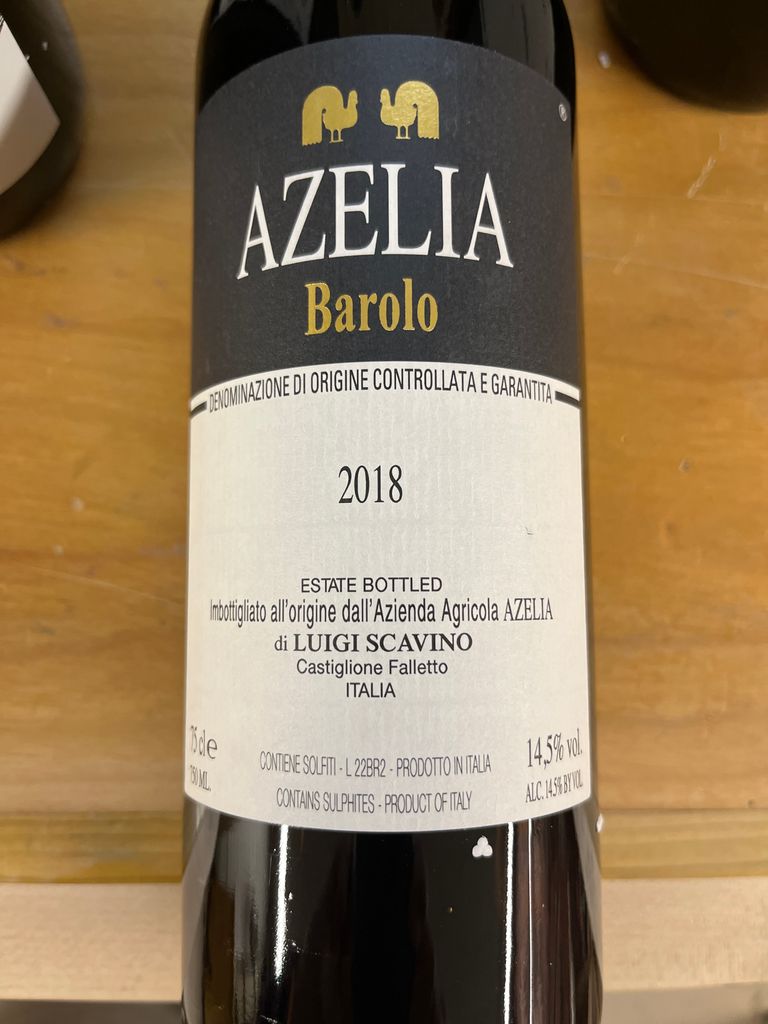 AZELIA
Barolo
DENOMINAZIONE DI ORIGINE CONTROLLATA E GARANTITA
2018
ESTATE BOTTLED
Imbottigliato all'origine dall'Azienda Agricola AZELIA
di LUIGI SCAVINO
Castiglione Falletto
ITALIA
75 cl e
750 ML.
CONTIENE SOLFITI - L 22BR2 - PRODOTTO IN ITALIA
CONTAINS SULPHITES - PRODUCT OF ITALY
14,5% vol.
ALC. 14.5% BY VOL.